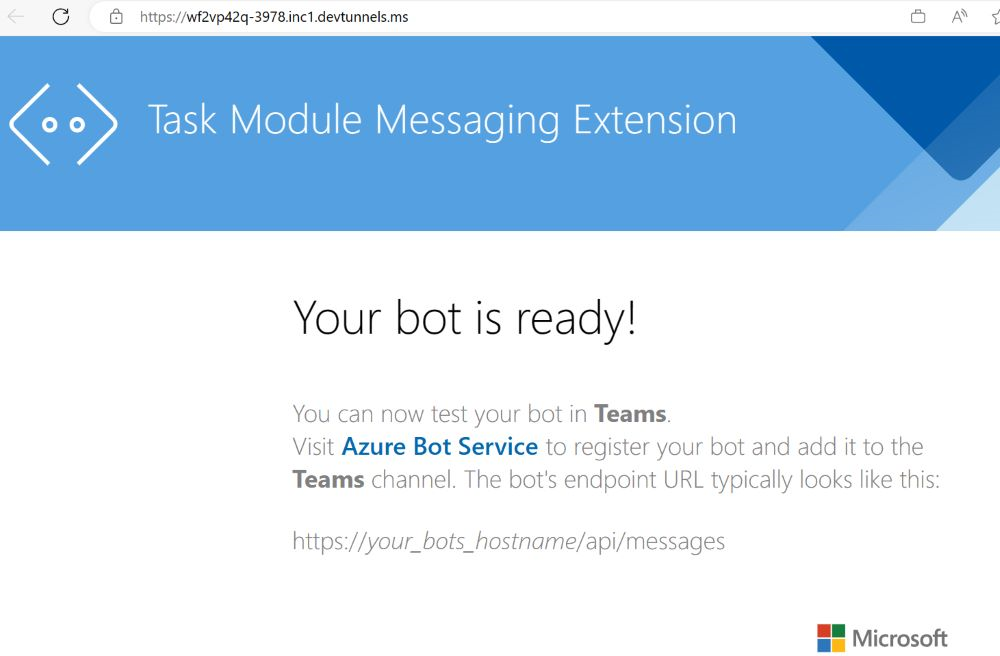 https://wf2vp42q-3978.inc1.devtunnels.ms
Task Module Messaging Extension
Your bot is ready!
You can now test your bot in Teams.
Visit Azure Bot Service to register your bot and add it to the
Teams channel. The bot's endpoint URL typically looks like this:
https://your_bots_hostname/api/messages
Microsoft